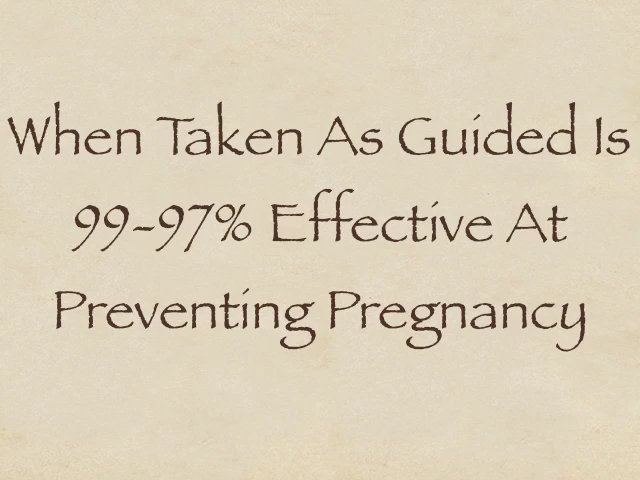 When Taken As Guided Is
99-97% Effective At
Preventing Pregnancy